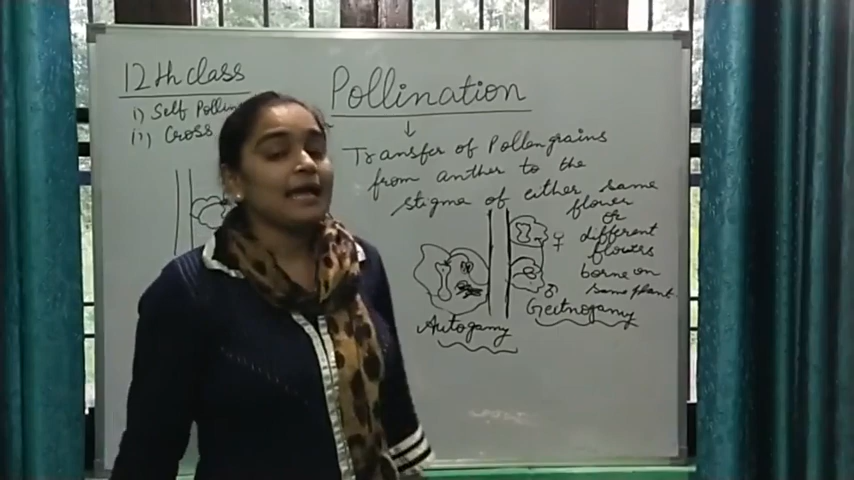 12th class
i) Self Pollin
ii) Cross
Pollination
Transfer of Pollengrains
from anther to the
stigma of either same
flower
or
different
flowers
borne on
same plant
♀
♂
Autogamy
Geitnogamy